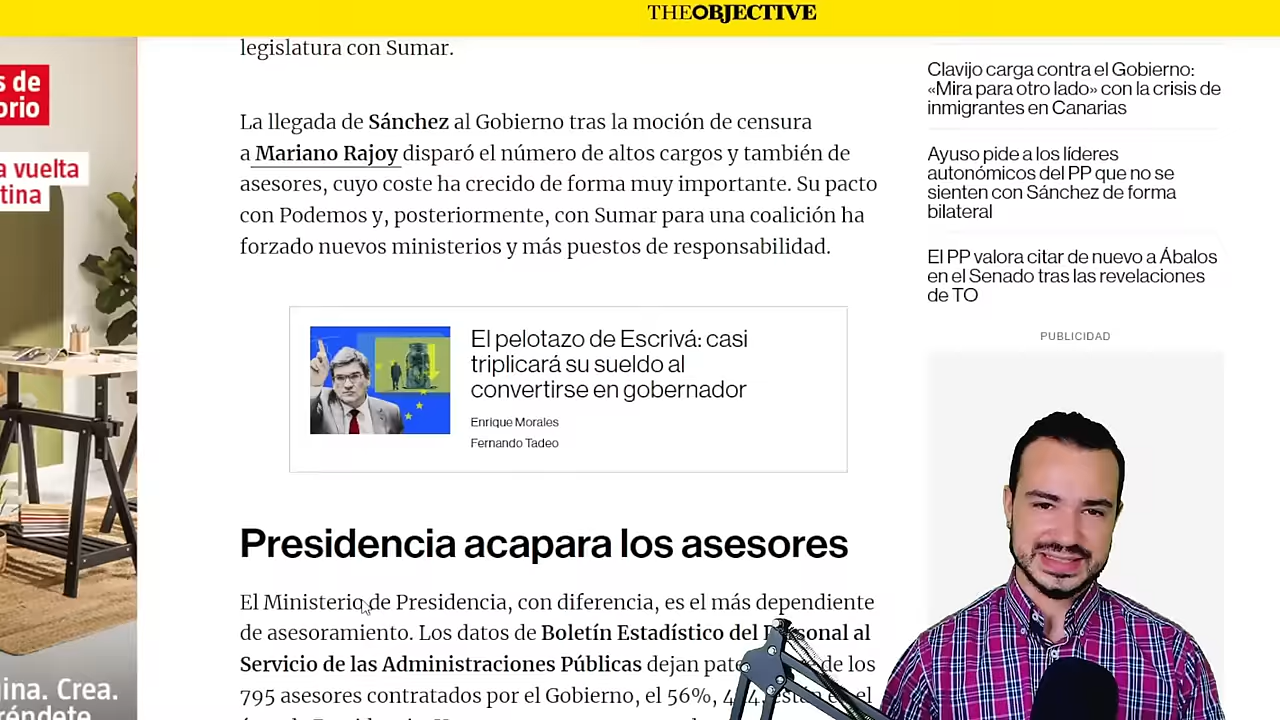 THEOBJECTIVE
legislatura con Sumar.
La llegada de Sánchez al Gobierno tras la moción de censura
a Mariano Rajoy disparó el número de altos cargos y también de
asesores, cuyo coste ha crecido de forma muy importante. Su pacto
con Podemos y, posteriormente, con Sumar para una coalición ha
forzado nuevos ministerios y más puestos de responsabilidad.
El pelotazo de Escrivá: casi
triplicará su sueldo al
convertirse en gobernador
Enrique Morales
Fernando Tadeo
Presidencia acapara los asesores
El Ministerio de Presidencia, con diferencia, es el más dependiente
de asesoramiento. Los datos de Boletín Estadístico del Personal al
Servicio de las Administraciones Públicas dejan de los
795 asesores contratados por el Gobierno, el 56%, el
Clavijo carga contra el Gobierno:
«Mira para otro lado» con la crisis de
inmigrantes en Canarias
Ayuso pide a los líderes
autonómicos del PP que no se
sienten con Sánchez de forma
bilateral
El PP valora citar de nuevo a Ábalos
en el Senado tras las revelaciones
de TO
PUBLICIDAD
s de
orio
a vuelta
tina
gina. Crea.